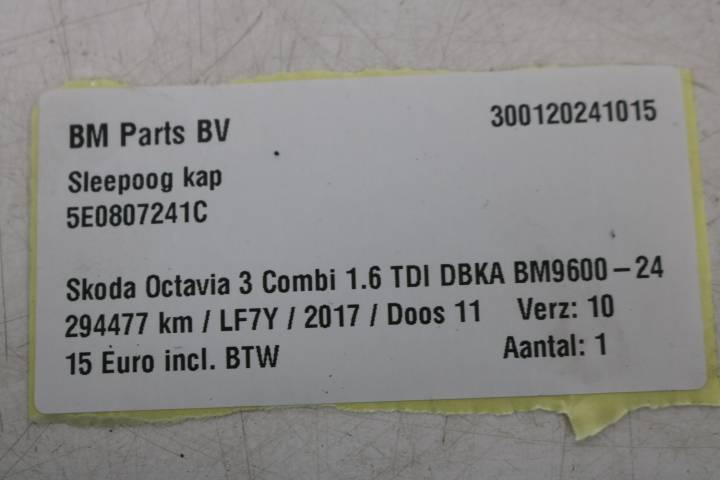 BM Parts BV 300120241015
Sleepoog kap
5E0807241C
Skoda Octavia 3 Combi 1.6 TDI DBKA BM9600-24
294477 km / LF7Y / 2017 / Doos 11 Verz: 10
15 Euro incl. BTW Aantal: 1